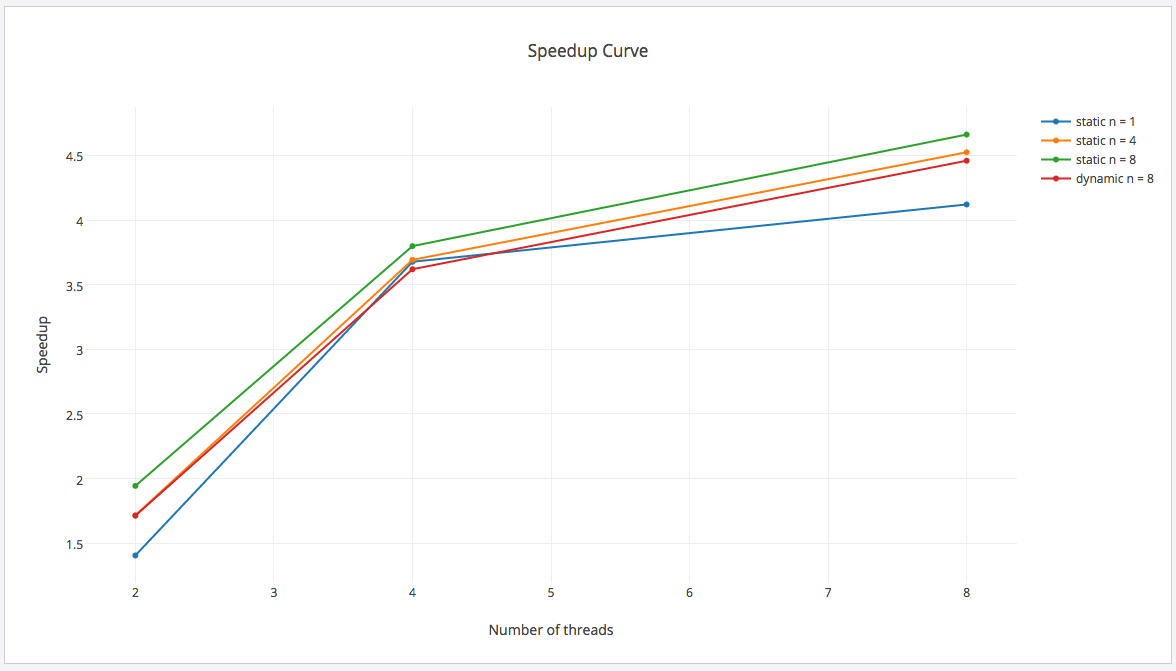 Speedup Curve
static n = 1
static n = 4
static n = 8
dynamic n = 8
Speedup
4.5
4
3.5
3
2.5
2
1.5
2 3 4 5 6 7 8
Number of threads